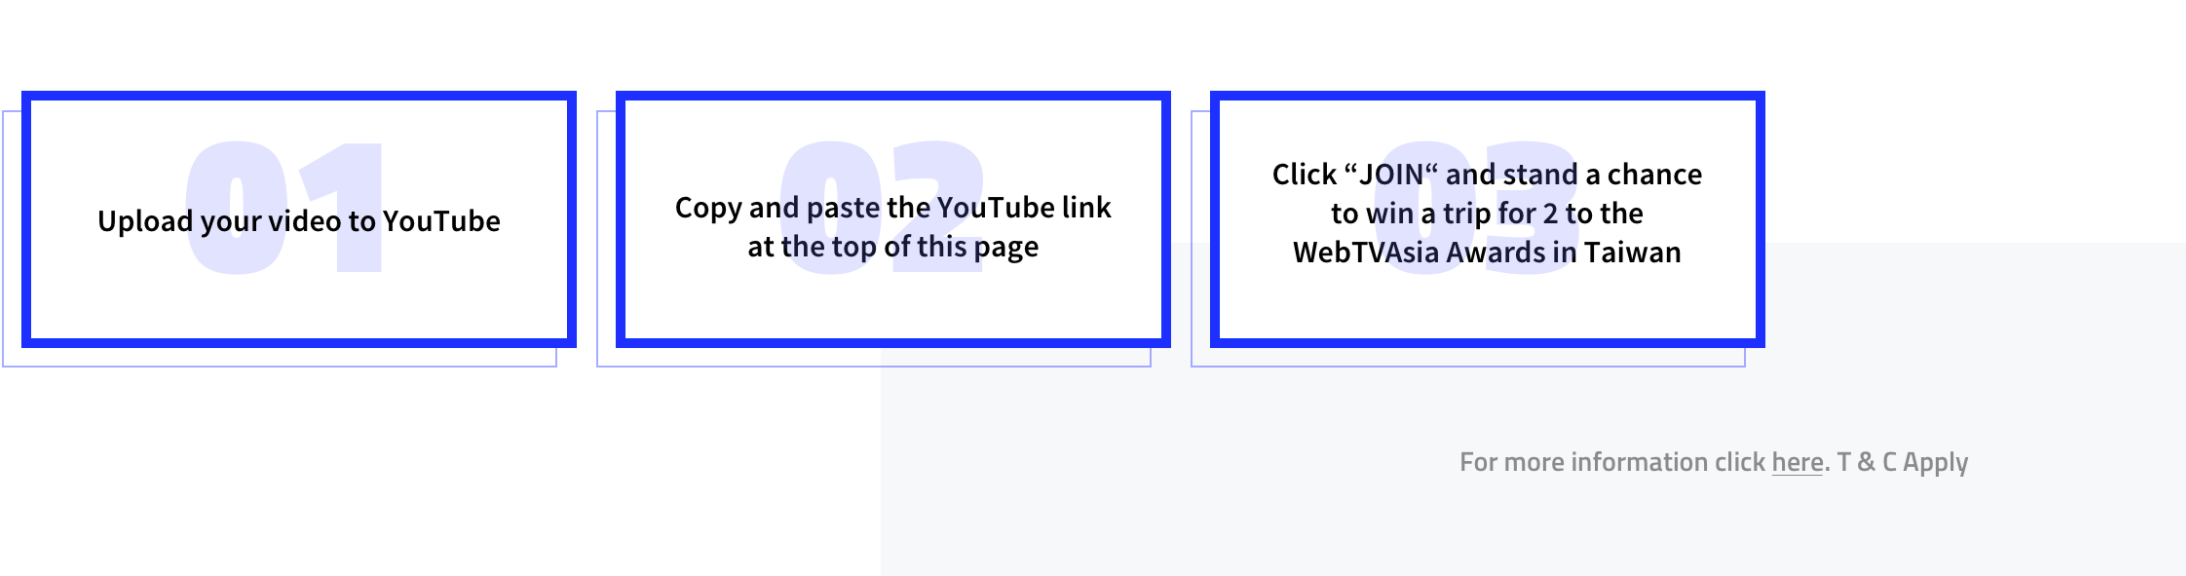 01
Upload your video to YouTube
02
Copy and paste the YouTube link
at the top of this page
03
Click “JOIN“ and stand a chance
to win a trip for 2 to the
WebTVAsia Awards in Taiwan
For more information click here. T & C Apply